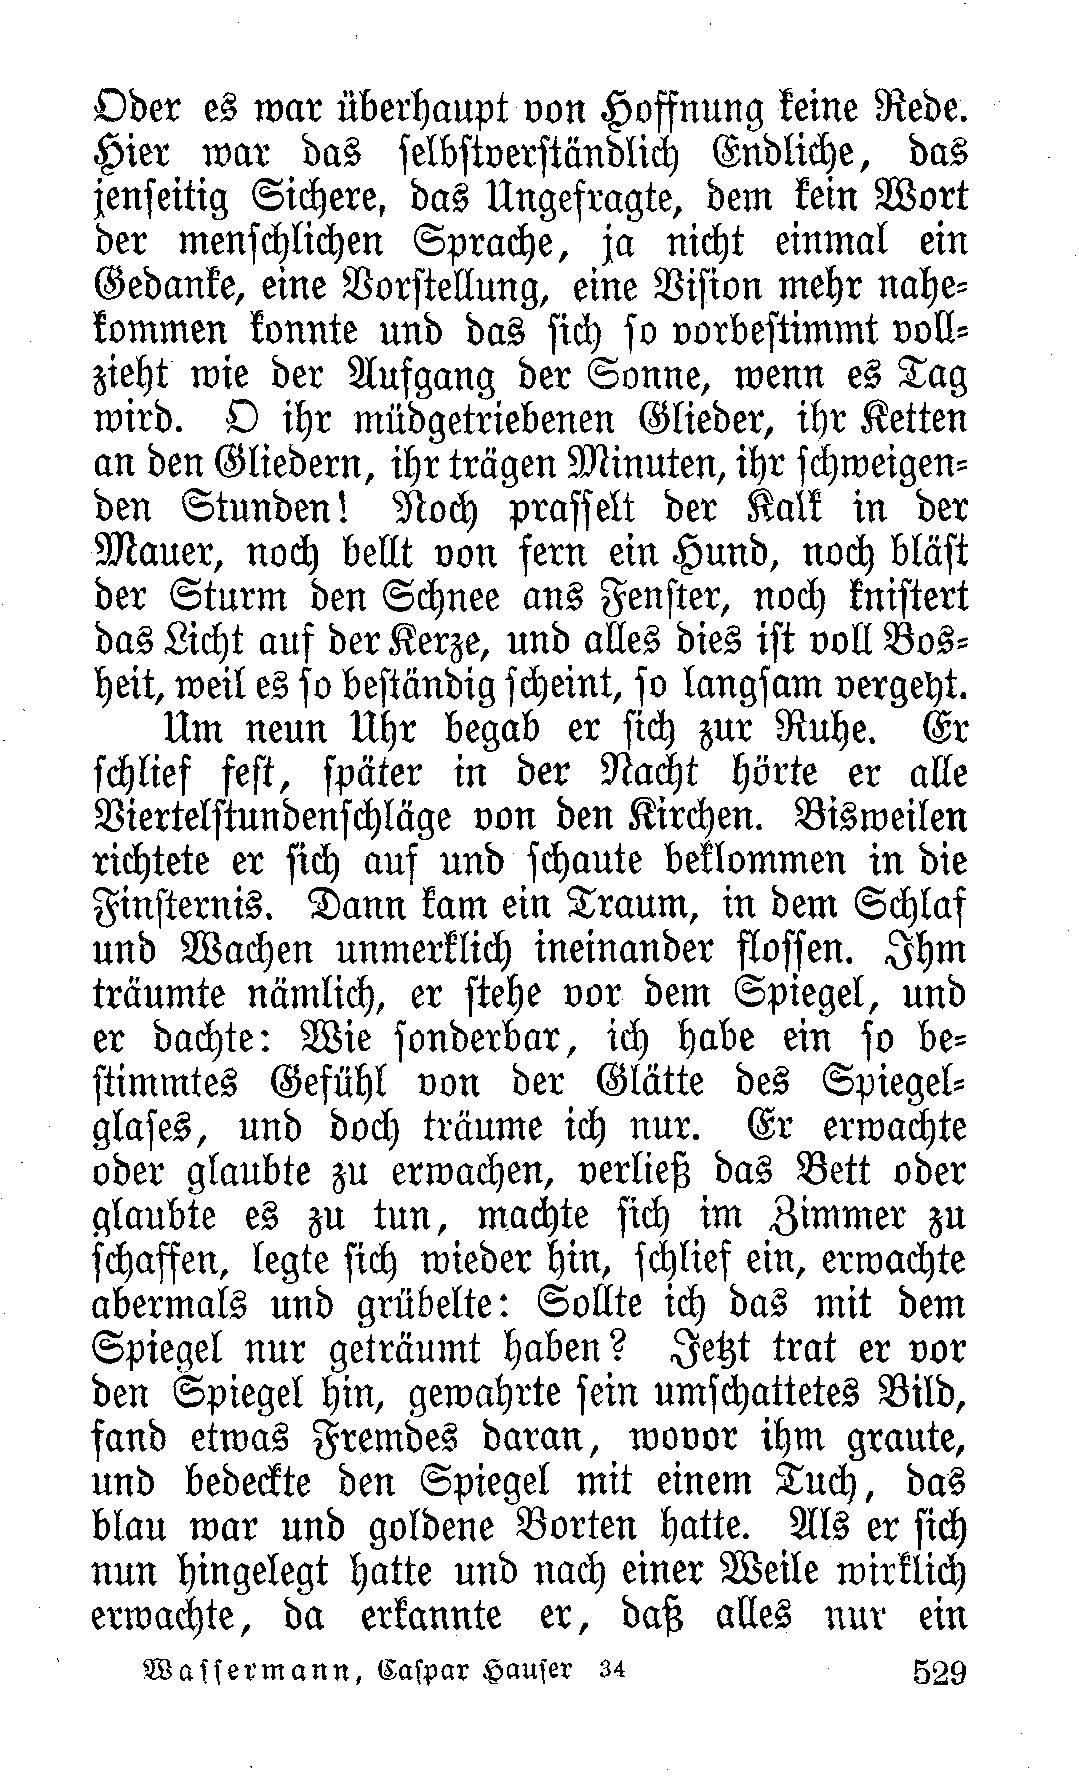 Oder es war überhaupt von Hoffnung keine Rede.
Hier war das selbstverständlich Endliche, das
jenseitig Sichere, das Ungefragte, dem kein Wort
der menschlichen Sprache, ja nicht einmal ein
Gedanke, eine Vorstellung, eine Vision mehr nahe-
kommen konnte und das sich so vorbestimmt voll-
zieht wie der Aufgang der Sonne, wenn es Tag
wird. O ihr müdgetriebenen Glieder, ihr Ketten
an den Gliedern, ihr trägen Minuten, ihr schweigen-
den Stunden! Noch prasselt der Kalk in der
Mauer, noch bellt von fern ein Hund, noch bläst
der Sturm den Schnee ans Fenster, noch knistert
das Licht auf der Kerze, und alles dies ist voll Bos-
heit, weil es so beständig scheint, so langsam vergeht.
Um neun Uhr begab er sich zur Ruhe. Er
schlief fest, später in der Nacht hörte er alle
Viertelstundenschläge von den Kirchen. Bisweilen
richtete er sich auf und schaute beklommen in die
Finsternis. Dann kam ein Traum, in dem Schlaf
und Wachen unmerklich ineinander flossen. Ihm
träumte nämlich, er stehe vor dem Spiegel, und
er dachte: Wie sonderbar, ich habe ein so be-
stimmtes Gefühl von der Glätte des Spiegel-
glases, und doch träume ich nur. Er erwachte
oder glaubte zu erwachen, verließ das Bett oder
glaubte es zu tun, machte sich im Zimmer zu
schaffen, legte sich wieder hin, schlief ein, erwachte
abermals und grübelte: Sollte ich das mit dem
Spiegel nur geträumt haben? Jetzt trat er vor
den Spiegel hin, gewahrte sein umschattetes Bild,
fand etwas Fremdes daran, wovor ihm graute,
und bedeckte den Spiegel mit einem Tuch, das
blau war und goldene Borten hatte. Als er sich
nun hingelegt hatte und nach einer Weile wirklich
erwachte, da erkannte er, daß alles nur ein
Wassermann, Caspar Hauser 34 529